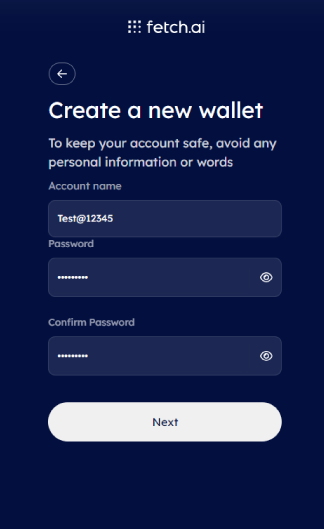 fetch.ai
Create a new wallet
To keep your account safe, avoid any
personal information or words
Account name
Test@12345
Password
•••••••••
Confirm Password
•••••••••
Next